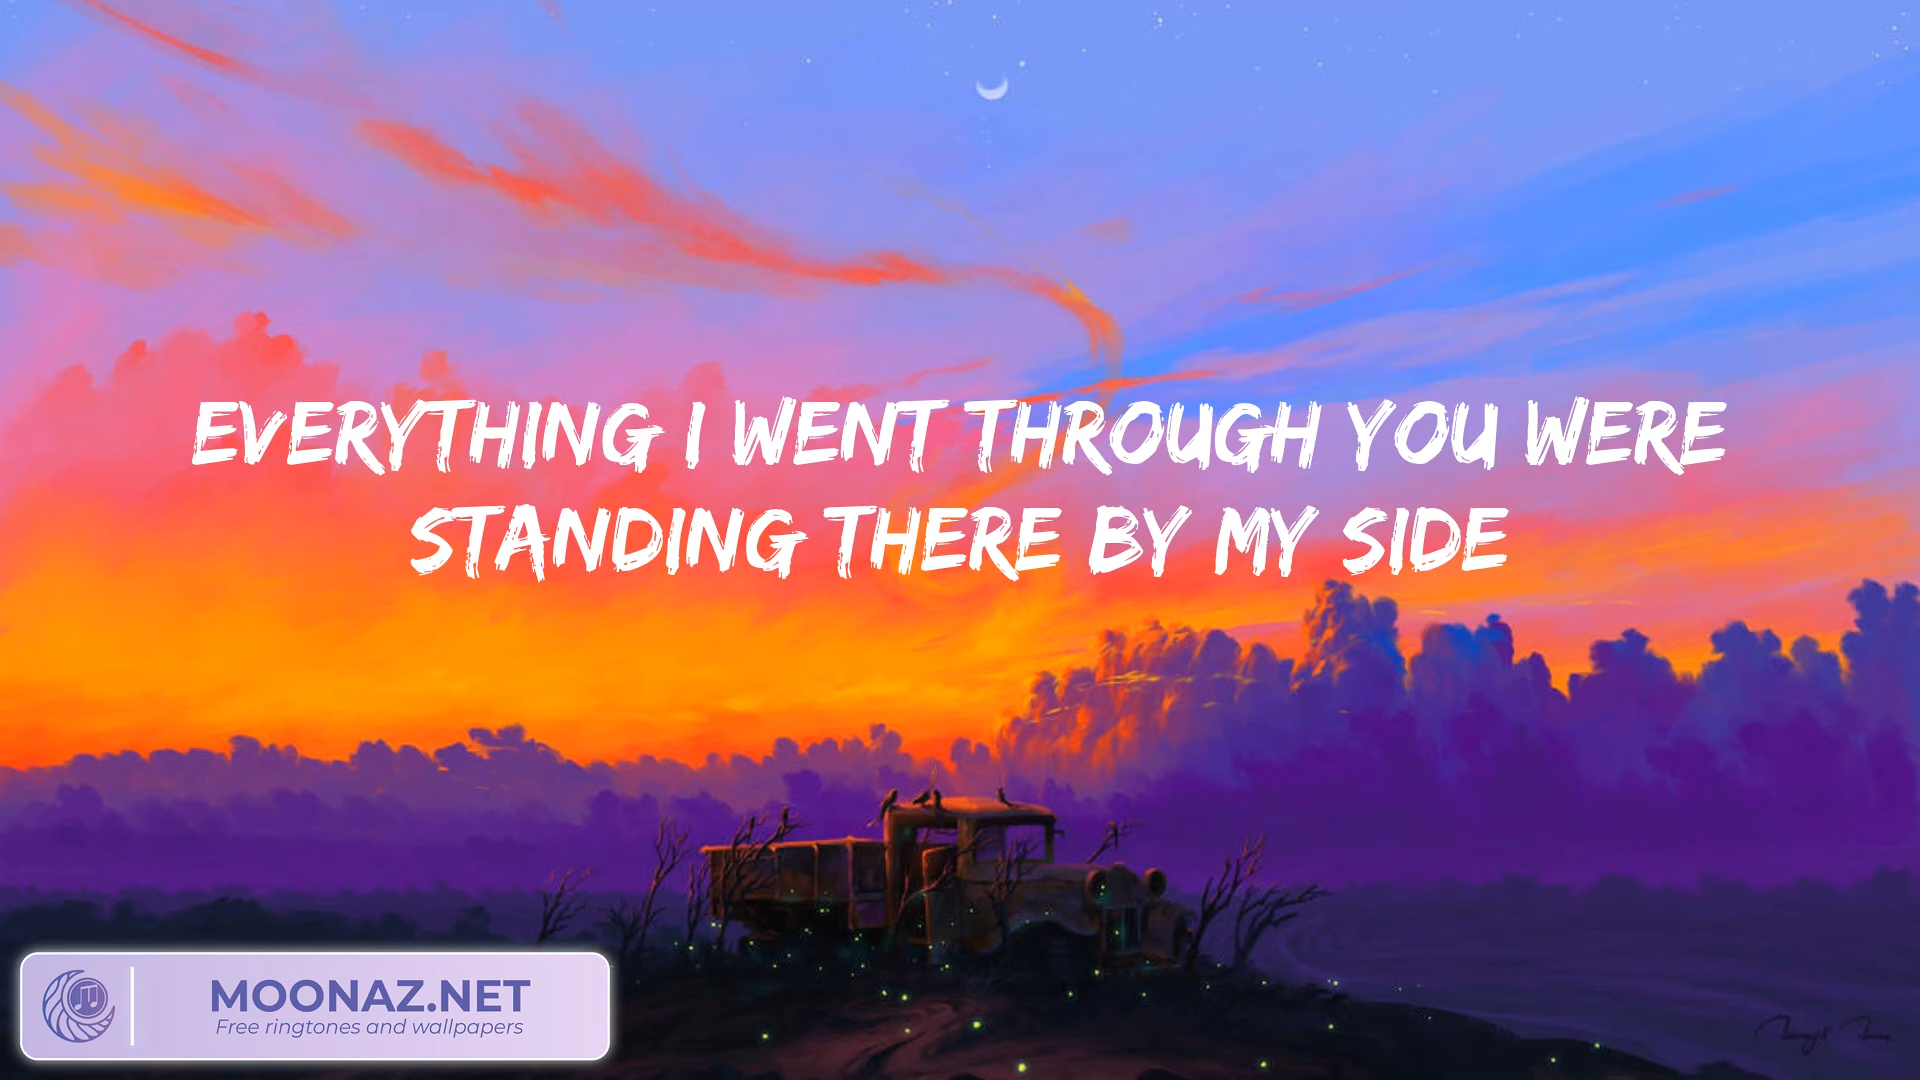 EVERYTHING I WENT THROUGH YOU WERE
STANDING THERE BY MY SIDE
MOONAZ.NET
Free ringtones and wallpapers